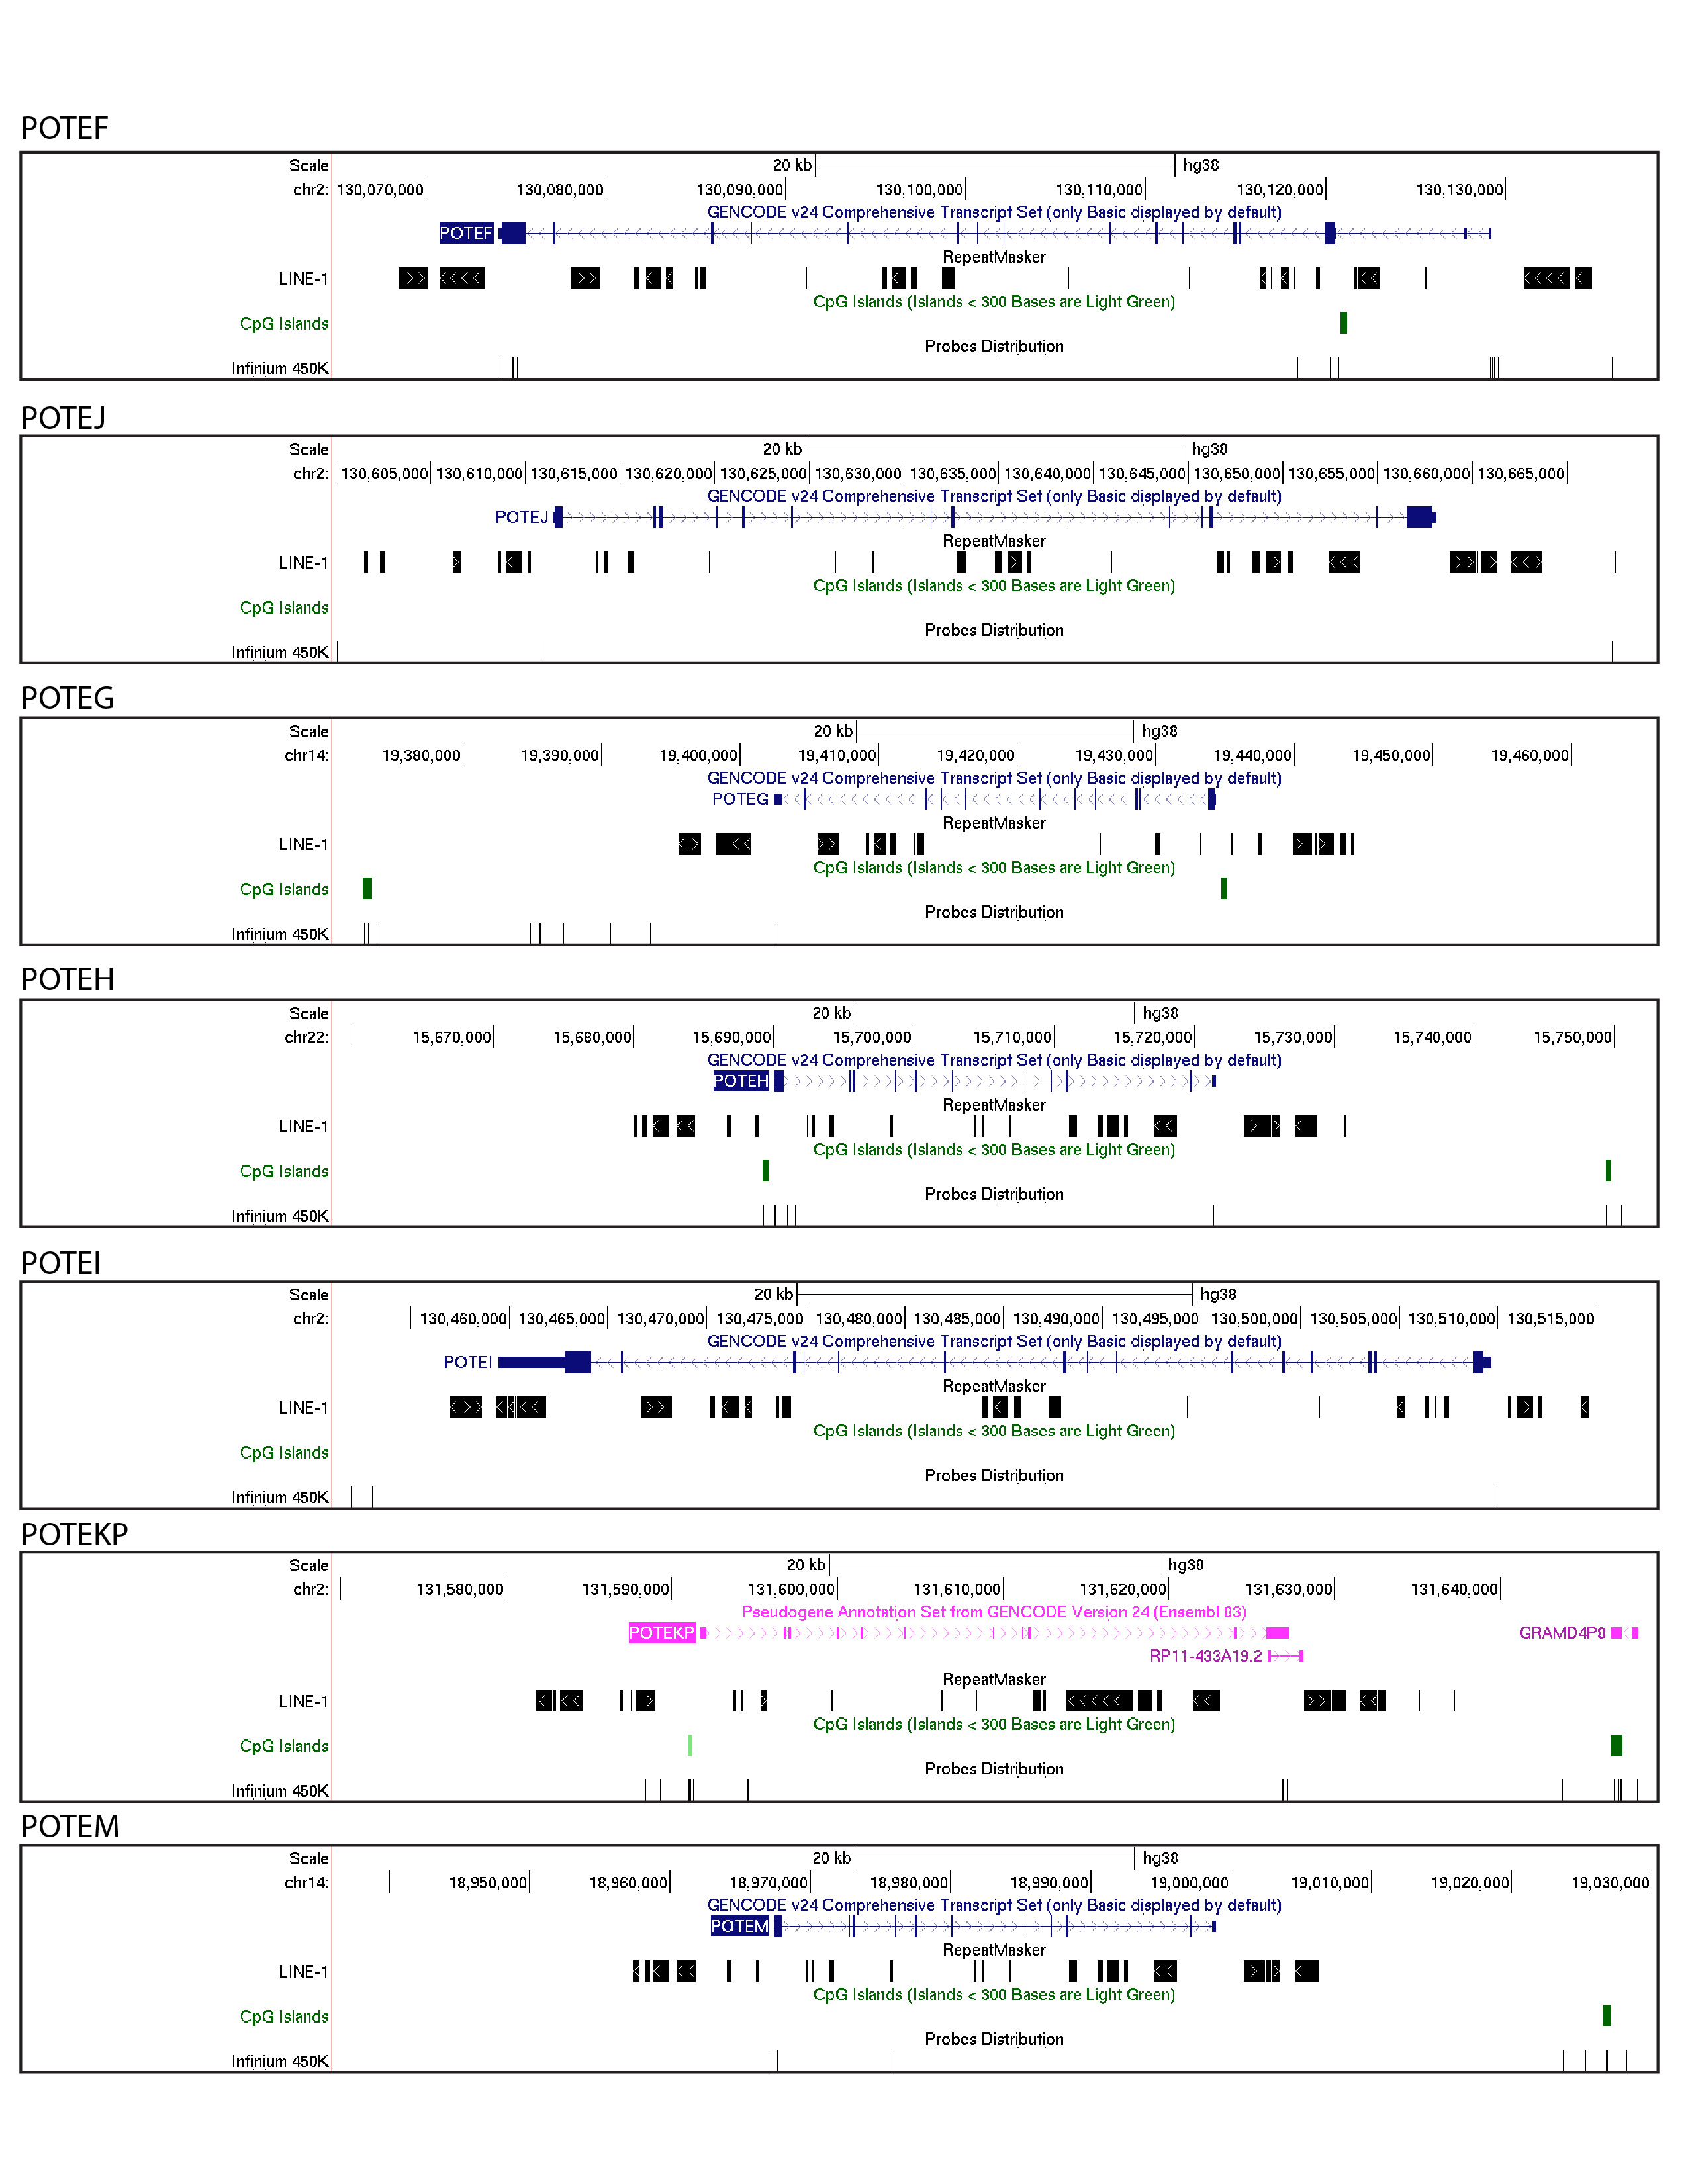 POTEF
Scale 20 kb hg38
chr2: 130,070,000 130,080,000 130,090,000 130,100,000 130,110,000 130,120,000 130,130,000
GENCODE v24 Comprehensive Transcript Set (only Basic displayed by default)
POTEF
RepeatMasker
LINE-1
CpG Islands (Islands < 300 Bases are Light Green)
CpG Islands
Probes Distribution
Infinium 450K
POTEJ
Scale 20 kb hg38
chr2: 130,605,000 130,610,000 130,615,000 130,620,000 130,625,000 130,630,000 130,635,000 130,640,000 130,645,000 130,650,000 130,655,000 130,660,000 130,665,000
GENCODE v24 Comprehensive Transcript Set (only Basic displayed by default)
POTEJ
RepeatMasker
LINE-1
CpG Islands (Islands < 300 Bases are Light Green)
CpG Islands
Probes Distribution
Infinium 450K
POTEG
Scale 20 kb hg38
chr14: 19,380,000 19,390,000 19,400,000 19,410,000 19,420,000 19,430,000 19,440,000 19,450,000 19,460,000
GENCODE v24 Comprehensive Transcript Set (only Basic displayed by default)
POTEG
RepeatMasker
LINE-1
CpG Islands (Islands < 300 Bases are Light Green)
CpG Islands
Probes Distribution
Infinium 450K
POTEH
Scale 20 kb hg38
chr22: 15,670,000 15,680,000 15,690,000 15,700,000 15,710,000 15,720,000 15,730,000 15,740,000 15,750,000
GENCODE v24 Comprehensive Transcript Set (only Basic displayed by default)
POTEH
RepeatMasker
LINE-1
CpG Islands (Islands < 300 Bases are Light Green)
CpG Islands
Probes Distribution
Infinium 450K
POTEI
Scale 20 kb hg38
chr2: 130,460,000 130,465,000 130,470,000 130,475,000 130,480,000 130,485,000 130,490,000 130,495,000 130,500,000 130,505,000 130,510,000 130,515,000
GENCODE v24 Comprehensive Transcript Set (only Basic displayed by default)
POTEI
RepeatMasker
LINE-1
CpG Islands (Islands < 300 Bases are Light Green)
CpG Islands
Probes Distribution
Infinium 450K
POTEKP
Scale 20 kb hg38
chr2: 131,580,000 131,590,000 131,600,000 131,610,000 131,620,000 131,630,000 131,640,000
Pseudogene Annotation Set from GENCODE Version 24 (Ensembl 83)
POTEKP GRAMD4P8
RP11-433A19.2
RepeatMasker
LINE-1
CpG Islands (Islands < 300 Bases are Light Green)
CpG Islands
Probes Distribution
Infinium 450K
POTEM
Scale 20 kb hg38
chr14: 18,950,000 18,960,000 18,970,000 18,980,000 18,990,000 19,0000,000 19,010,000 19,020,000 19,030,000
GENCODE v24 Comprehensive Transcript Set (only Basic displayed by default)
POTEM
RepeatMasker
LINE-1
CpG Islands (Islands < 300 Bases are Light Green)
CpG Islands
Probes Distribution
Infinium 450K